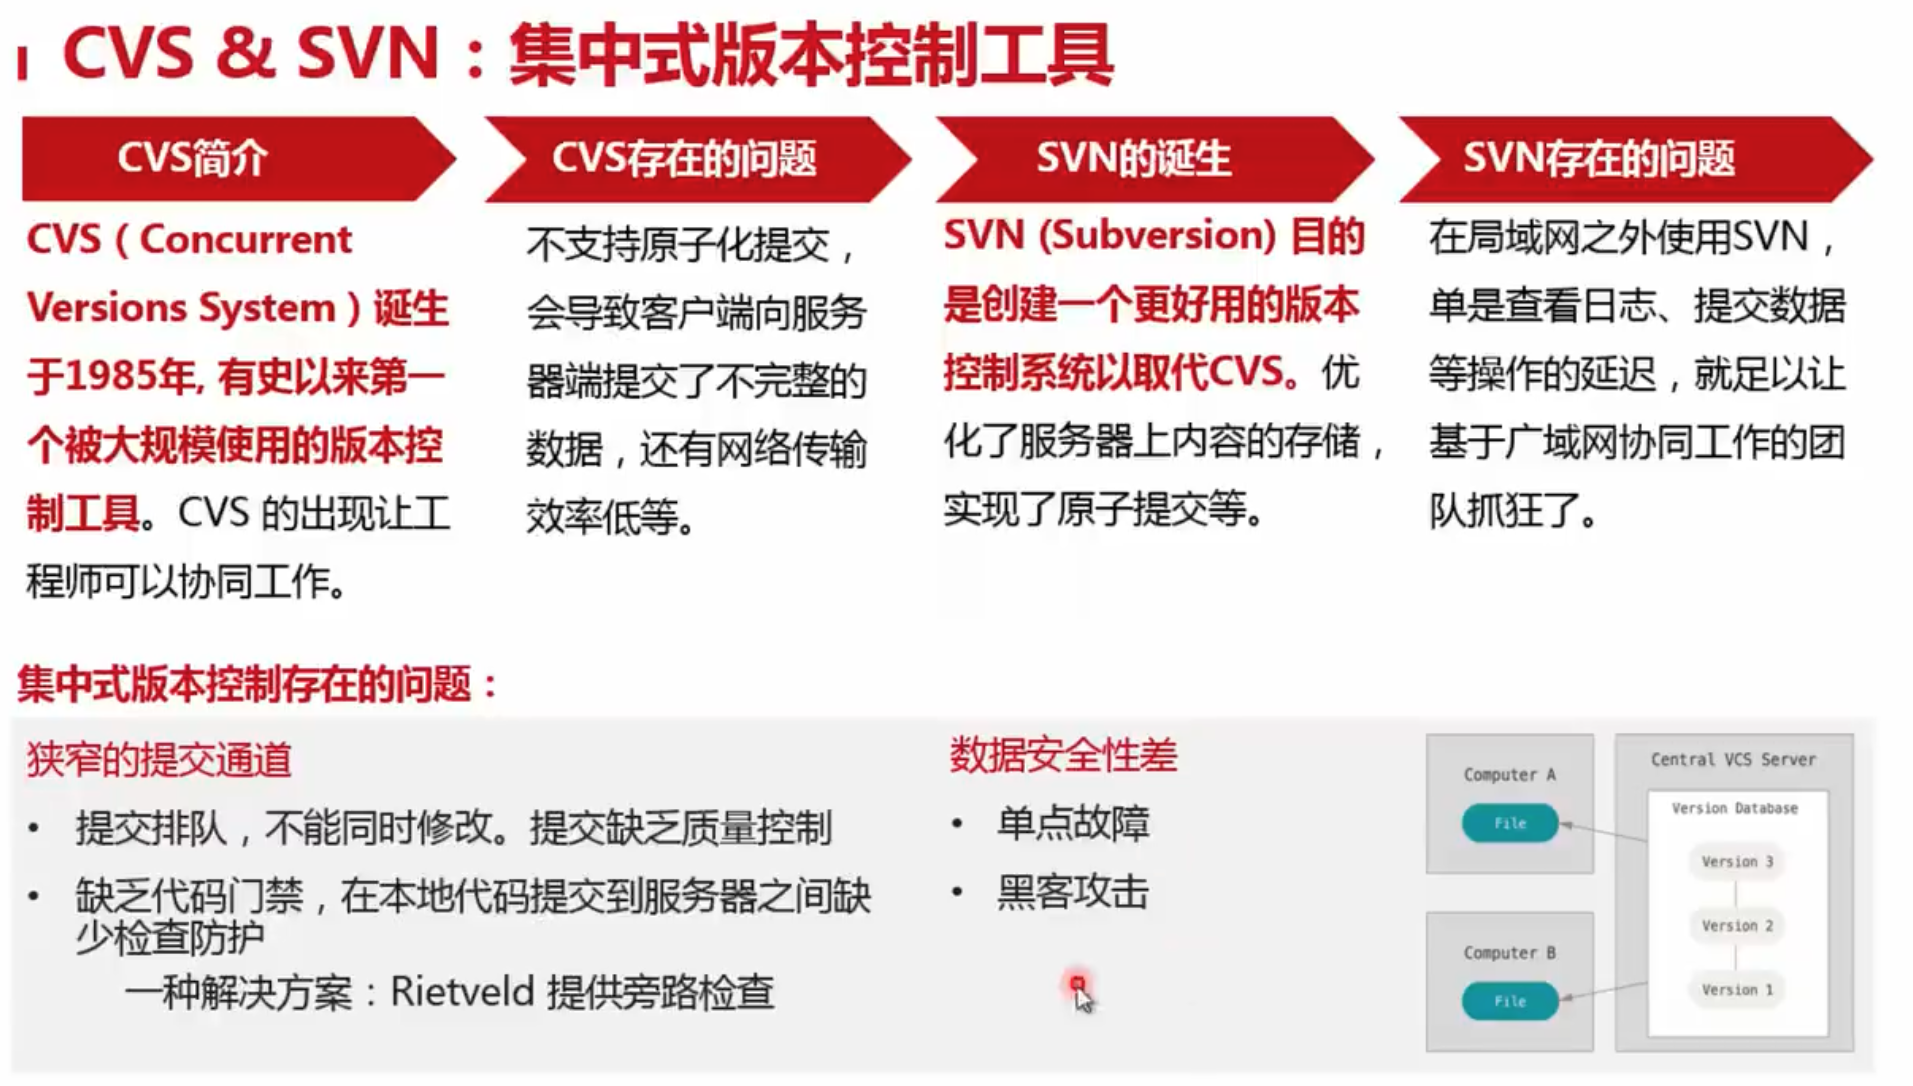 CVS & SVN：集中式版本控制工具
CVS简介
CVS（Concurrent
Versions System）诞生
于1985年, 有史以来第一
个被大规模使用的版本控
制工具。CVS 的出现让工
程师可以协同工作。
CVS存在的问题
不支持原子化提交，
会导致客户端向服务
器端提交了不完整的
数据，还有网络传输
效率低等。
SVN的诞生
SVN (Subversion) 目的
是创建一个更好用的版本
控制系统以取代CVS。优
化了服务器上内容的存储，
实现了原子提交等。
SVN存在的问题
在局域网之外使用SVN，
单是查看日志、提交数据
等操作的延迟，就足以让
基于广域网协同工作的团
队抓狂了。
集中式版本控制存在的问题：
狭窄的提交通道
• 提交排队，不能同时修改。提交缺乏质量控制
• 缺乏代码门禁，在本地代码提交到服务器之间缺
少检查防护
一种解决方案：Rietveld 提供旁路检查
数据安全性差
• 单点故障
• 黑客攻击
Computer A
File
Computer B
File
Central VCS Server
Version Database
Version 3
Version 2
Version 1